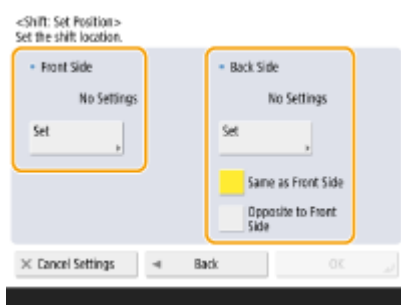 <Shift: Set Position>
Set the shift location.
• Front Side
No Settings
Set
• Back Side
No Settings
Set
Same as Front Side
Opposite to Front
Side
× Cancel Settings
◄ Back
OK